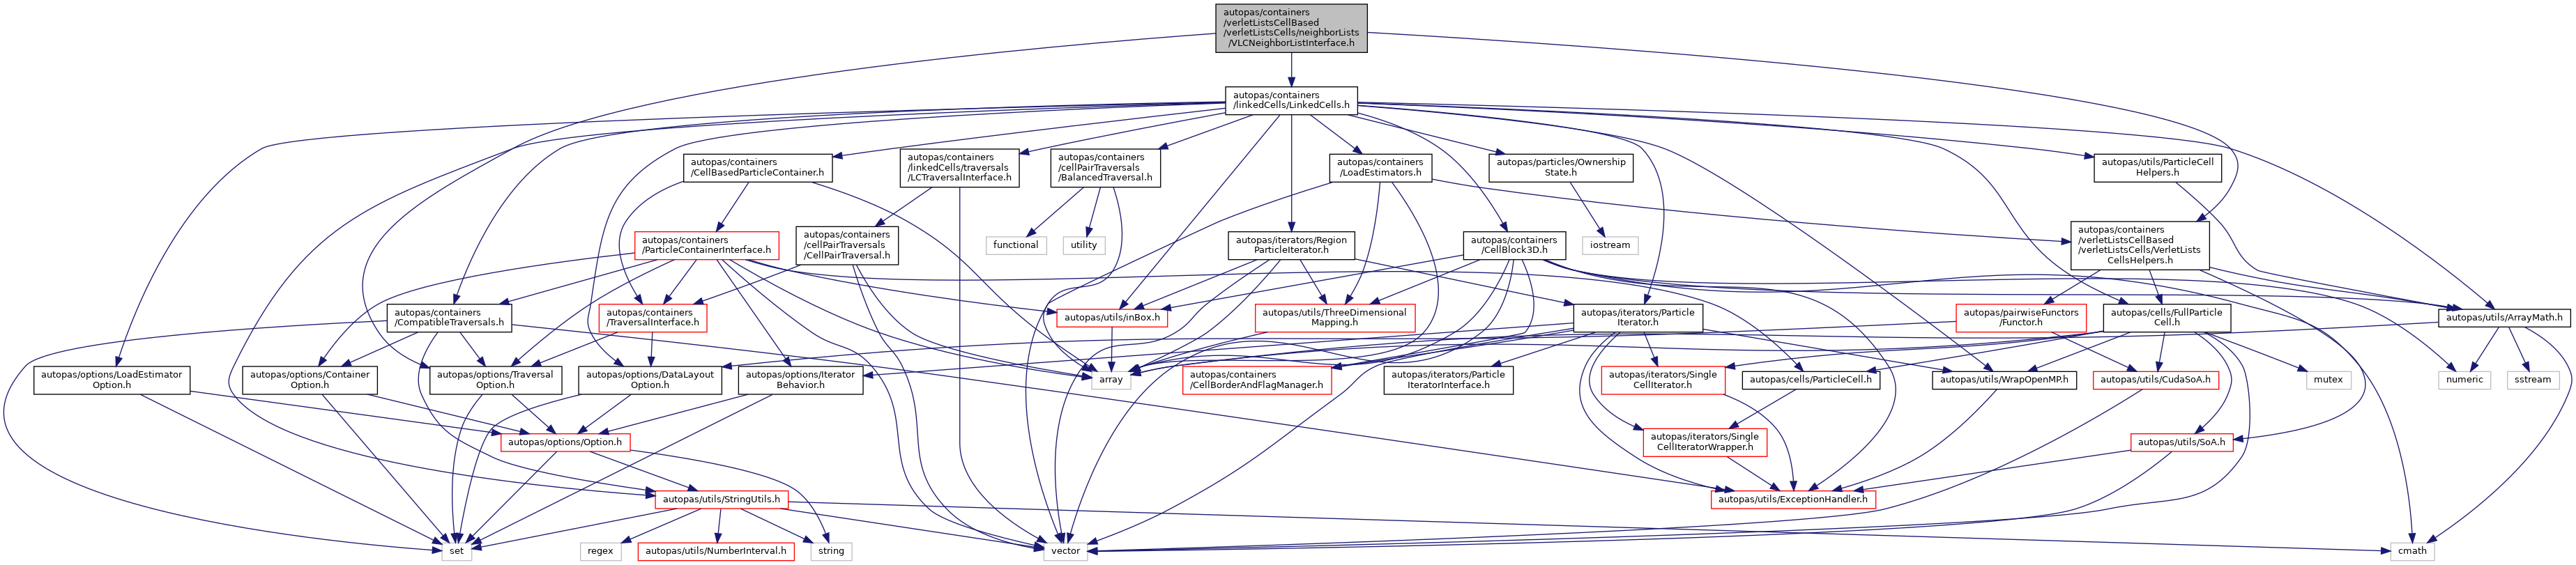 autopas/containers
/verletListsCellBased
/verletListsCells/neighborLists
/VLCNeighborListInterface.h
autopas/containers
/linkedCells/LinkedCells.h
autopas/containers
/CellBasedParticleContainer.h
autopas/containers
/linkedCells/traversals
/LCTraversalInterface.h
autopas/containers
/cellPairTraversals
/BalancedTraversal.h
autopas/containers
/LoadEstimators.h
autopas/particles/Ownership
State.h
autopas/utils/ParticleCell
Helpers.h
autopas/containers
/ParticleContainerInterface.h
autopas/containers
/cellPairTraversals
/CellPairTraversal.h
functional
utility
autopas/iterators/Region
ParticleIterator.h
autopas/containers
/CellBlock3D.h
iostream
autopas/containers
/verletListsCellBased
/verletListsCells/VerletLists
CellsHelpers.h
autopas/containers
/CompatibleTraversals.h
autopas/containers
/TraversalInterface.h
autopas/utils/inBox.h
autopas/utils/ThreeDimensional
Mapping.h
autopas/iterators/Particle
Iterator.h
autopas/pairwiseFunctors
/Functor.h
autopas/cells/FullParticle
Cell.h
autopas/utils/ArrayMath.h
autopas/options/LoadEstimator
Option.h
autopas/options/Container
Option.h
autopas/options/Traversal
Option.h
autopas/options/DataLayout
Option.h
autopas/options/Iterator
Behavior.h
array
autopas/containers
/CellBorderAndFlagManager.h
autopas/iterators/Particle
IteratorInterface.h
autopas/iterators/Single
CellIterator.h
autopas/cells/ParticleCell.h
autopas/utils/WrapOpenMP.h
autopas/utils/CudaSoA.h
mutex
numeric
sstream
autopas/options/Option.h
autopas/iterators/Single
CellIteratorWrapper.h
autopas/utils/SoA.h
autopas/utils/StringUtils.h
autopas/utils/ExceptionHandler.h
set
regex
autopas/utils/NumberInterval.h
string
vector
cmath